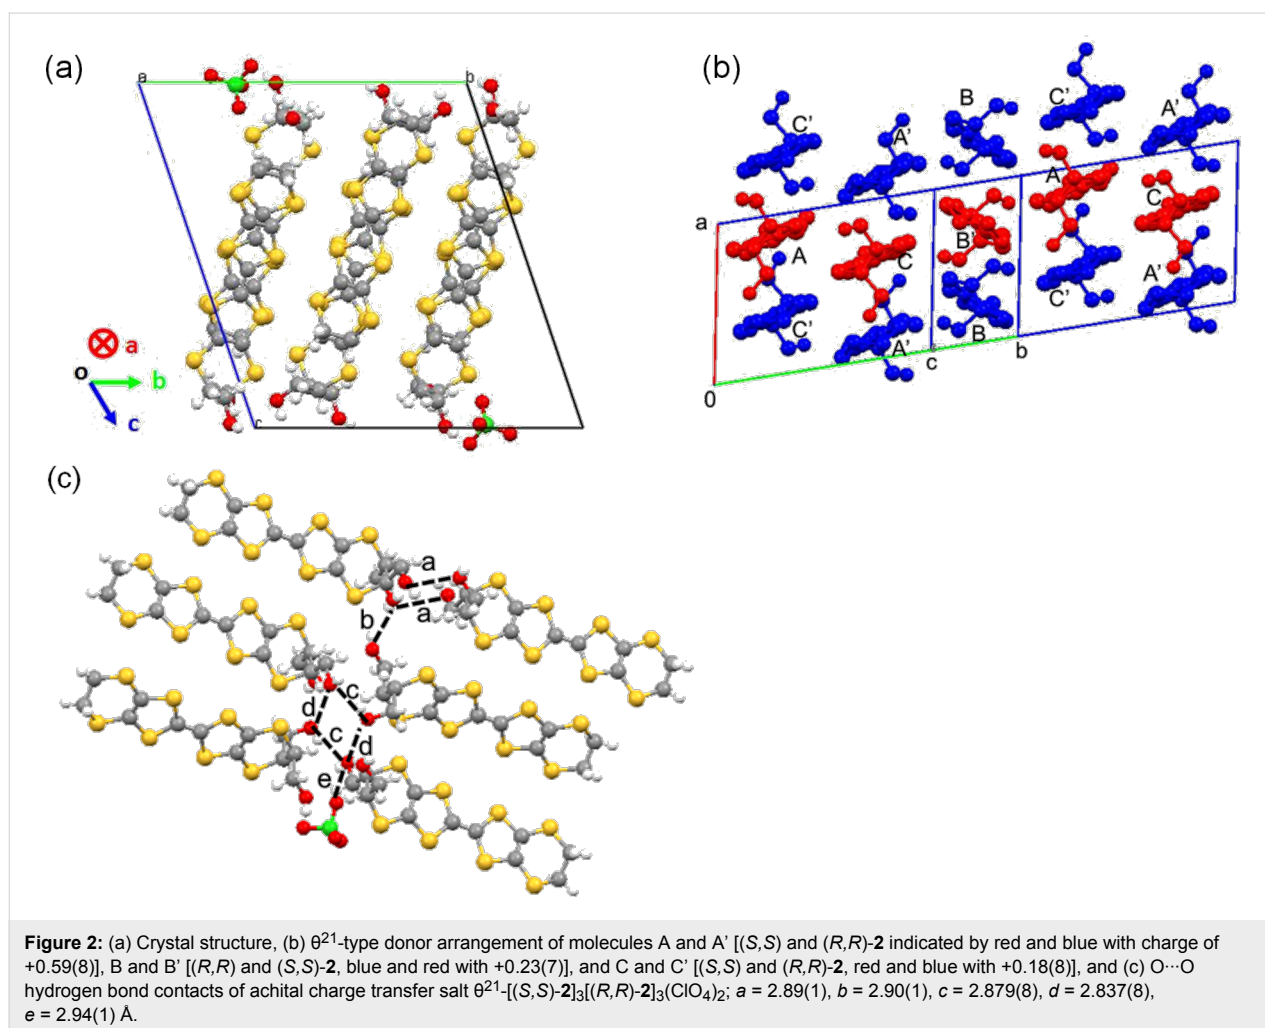 (a)
a
b
c
a
o
b
c
(b)
C'
A'
B
C'
A'
a
A
C
B'
A
C
C'
A'
B
C'
A'
c
b
0
(c)
a
a
b
c
d
c
d
e
Figure 2: (a) Crystal structure, (b) θ²¹-type donor arrangement of molecules A and A’ [(S,S) and (R,R)-2 indicated by red and blue with charge of
+0.59(8)], B and B’ [(R,R) and (S,S)-2, blue and red with +0.23(7)], and C and C’ [(S,S) and (R,R)-2, red and blue with +0.18(8)], and (c) O···O
hydrogen bond contacts of achital charge transfer salt θ²¹-[(S,S)-2]₃[(R,R)-2]₃(ClO₄)₂; a = 2.89(1), b = 2.90(1), c = 2.879(8), d = 2.837(8),
e = 2.94(1) Å.